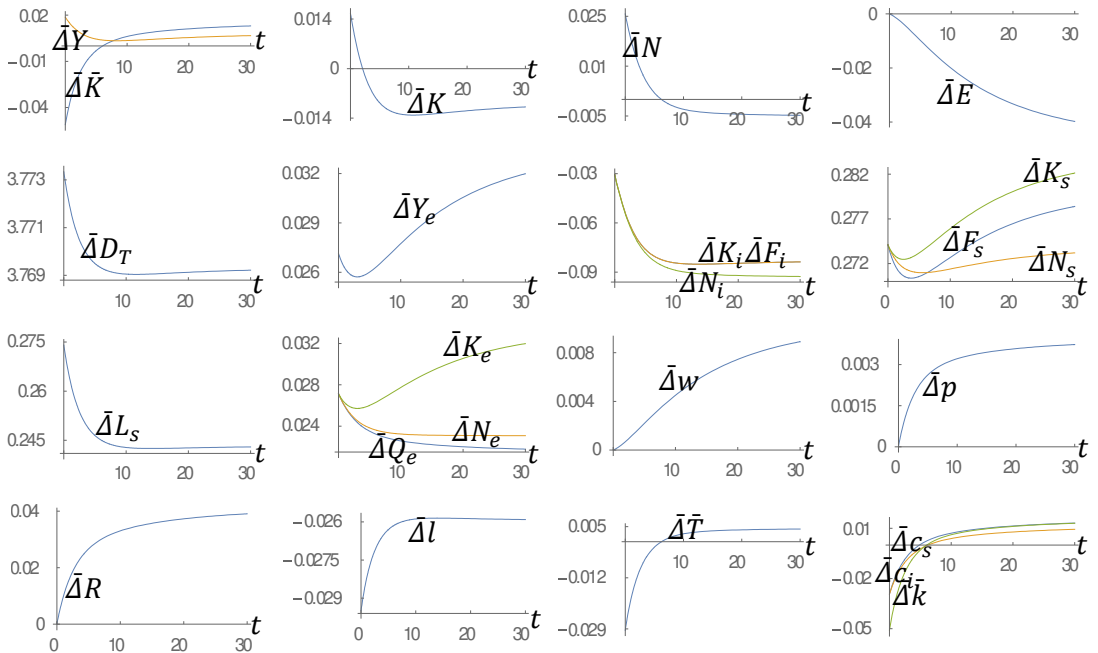 0.02
Δ̄Y
t
−0.01
10 20 30
Δ̄K̄
−0.04
0.014
t
0
10 20 30
Δ̄K
−0.014
0.025
Δ̄N
0.01
t
−0.005
10 20 30
0
t
10 20 30
−0.02
Δ̄E
−0.04
3.773
3.771
Δ̄D_T
3.769
t
10 20 30
0.032
0.029
Δ̄Y_e
0.026
t
10 20 30
−0.03
−0.06
Δ̄K_i Δ̄F_i
−0.09
Δ̄N_i
t
10 20 30
0.282
Δ̄K_s
0.277
Δ̄F_s
0.272
Δ̄N_s
t
0 10 20 30
0.275
0.26
Δ̄L_s
0.245
t
10 20 30
0.032
Δ̄K_e
0.028
0.024
Δ̄N_e
Δ̄Q_e
t
10 20 30
0.008
Δ̄w
0.004
0
t
10 20 30
0.003
Δ̄p
0.0015
0
t
0 10 20 30
0.04
0.02
Δ̄R
0
t
0 10 20 30
−0.026
Δ̄l
−0.0275
−0.029
t
10 20 30
0.005
Δ̄T̄
t
10 20 30
−0.012
−0.029
0.01
Δ̄c_s
t
10 20 30
−0.02
Δ̄c_i
Δ̄k̄
−0.05